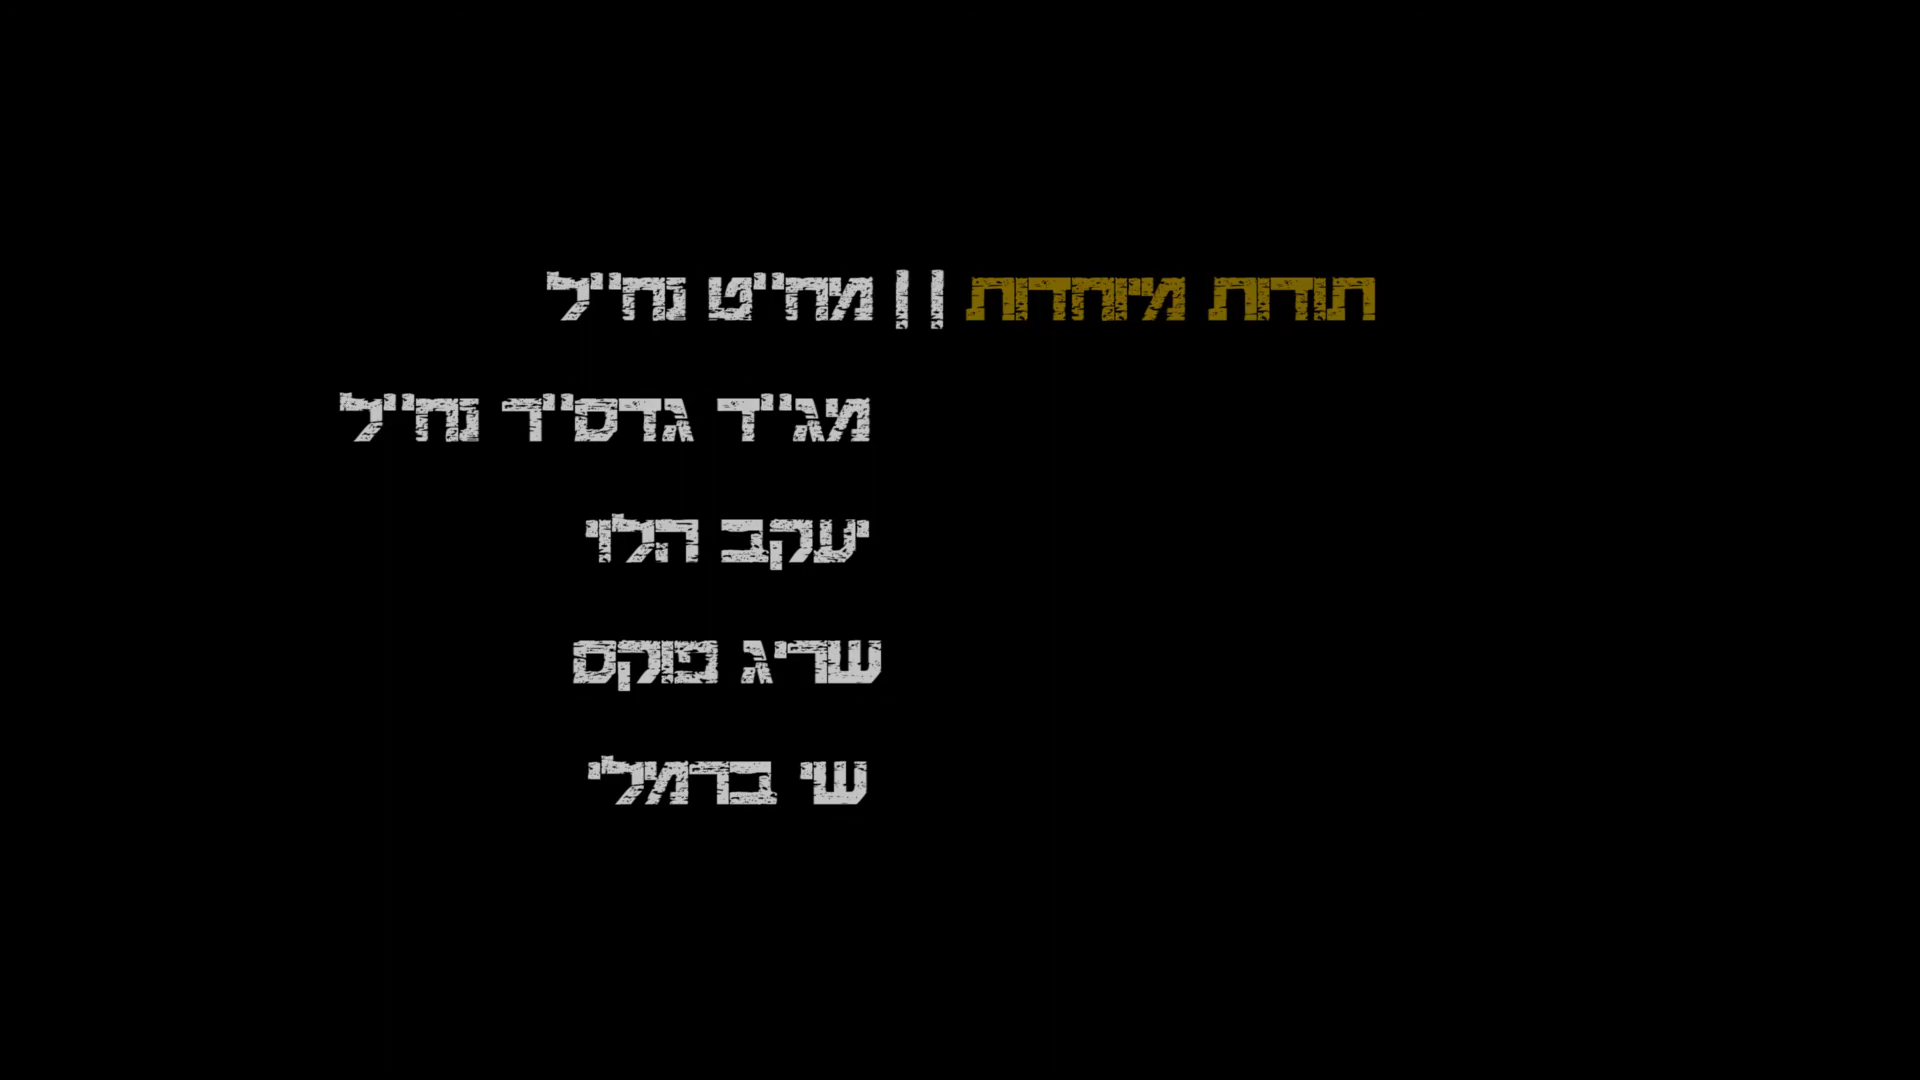 תודות מיוחדות || מח"ט נח"ל
מג"ד גדס"ר נח"ל
יעקב הלוי
שריג פוקס
שי ברמלי